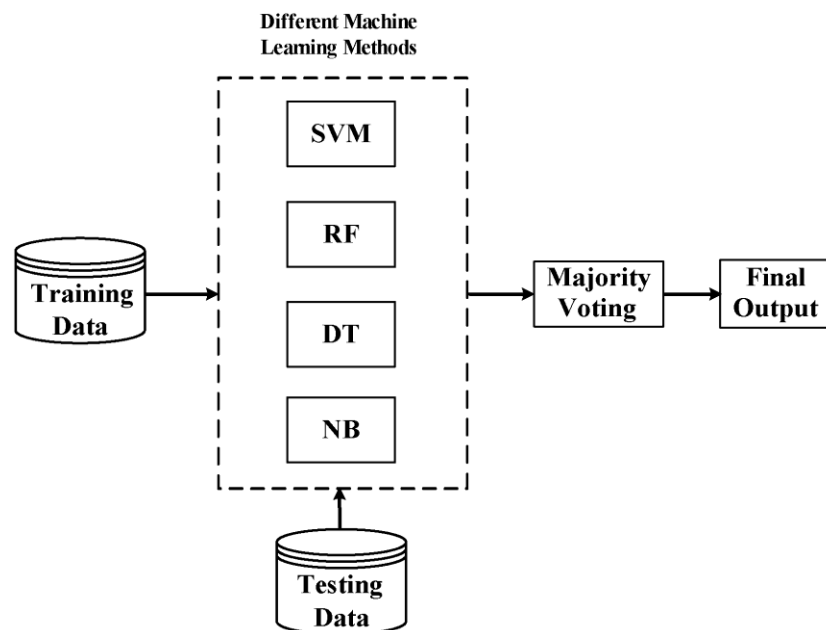 Different Machine
Learning Methods
SVM
RF
Training
Data
DT
NB
Majority
Voting
Final
Output
Testing
Data